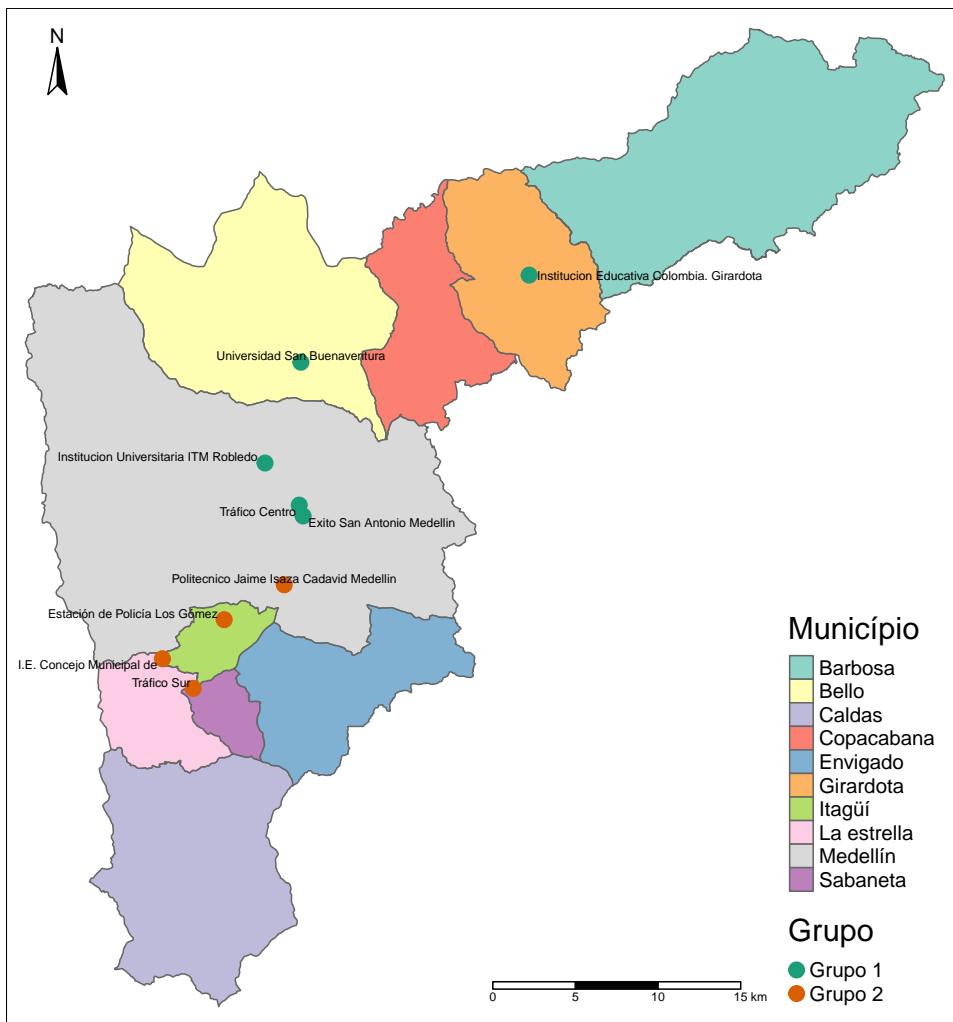 N
Institucion Educativa Colombia. Girardota
Universidad San Buenaventura
Institucion Universitaria ITM Robledo
Tráfico Centro
Exito San Antonio Medellin
Politecnico Jaime Isaza Cadavid Medellin
Estación de Policía Los Gómez
I.E. Concejo Municipal de
Tráfico Sur
Município
Barbosa
Bello
Caldas
Copacabana
Envigado
Girardota
Itagüí
La estrella
Medellín
Sabaneta
Grupo
Grupo 1
Grupo 2
0 5 10 15 km